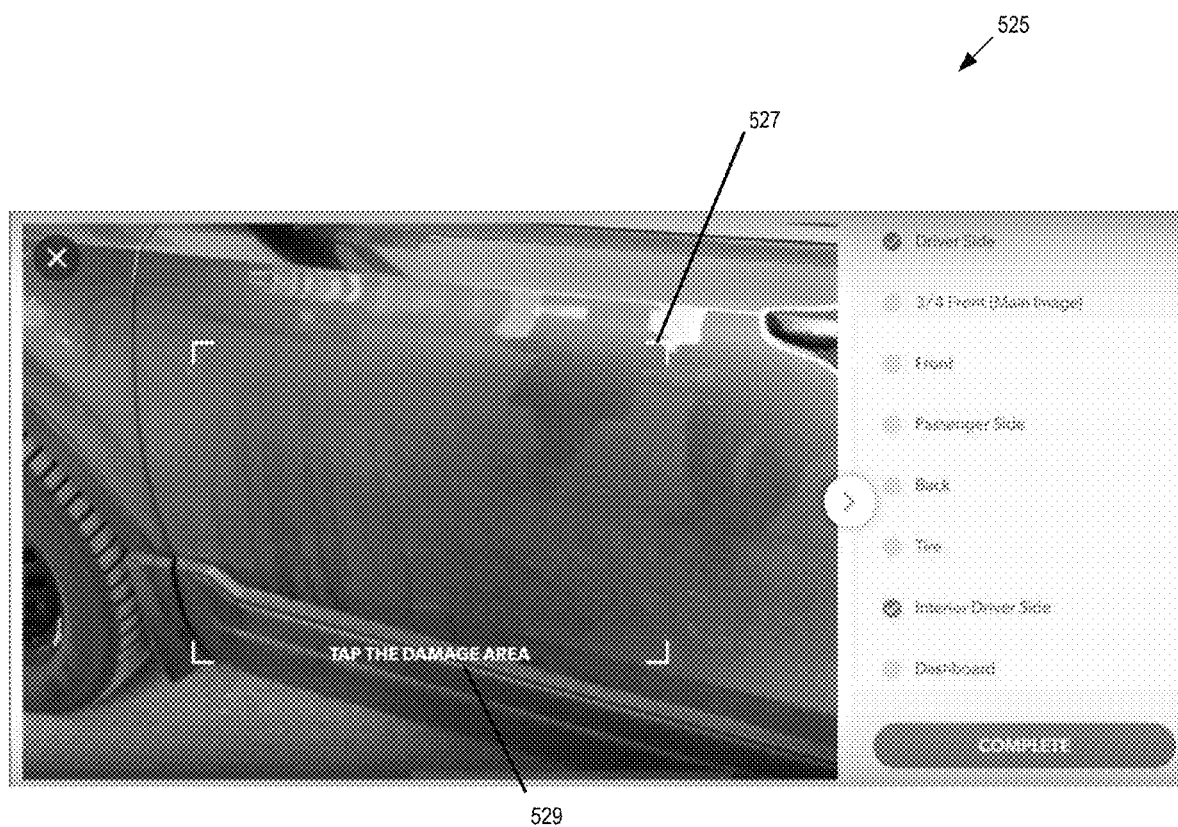 525
527
Driver Side
3/4 Front (Main Image)
Front
Passenger Side
Back
Tire
Interior Driver Side
TAP THE DAMAGE AREA
Dashboard
COMPLETE
529